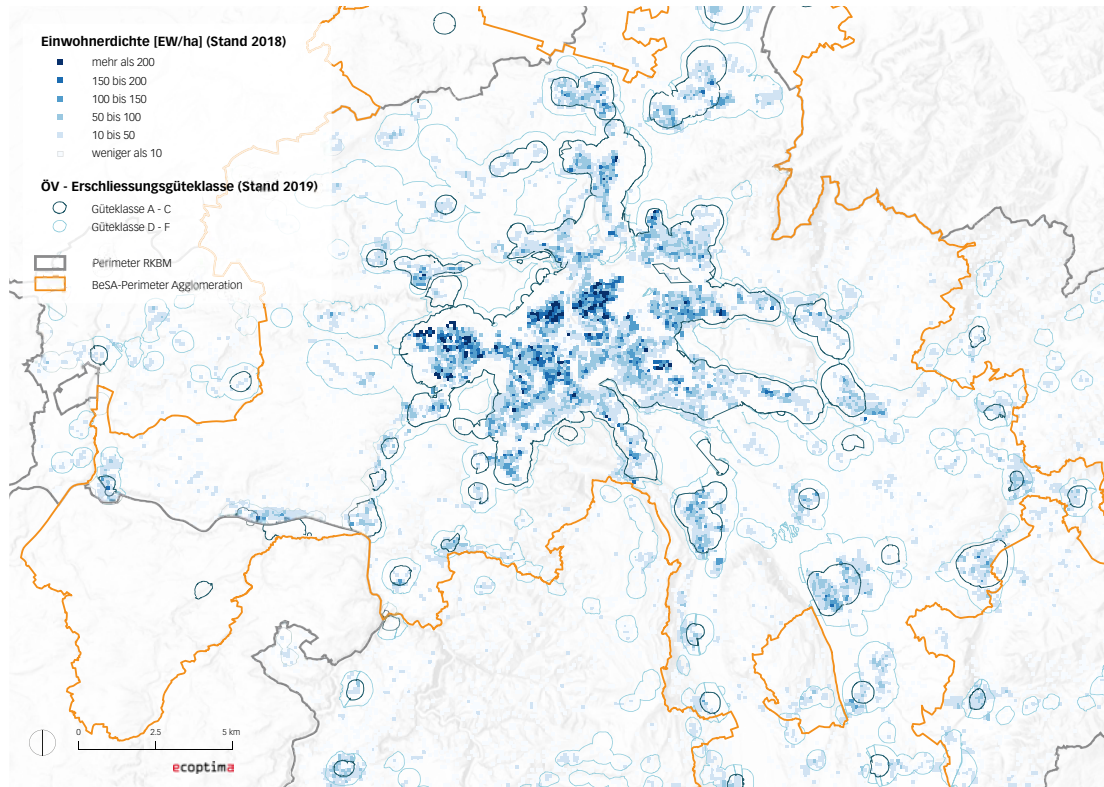 Einwohnerdichte [EW/ha] (Stand 2018)
mehr als 200
150 bis 200
100 bis 150
50 bis 100
10 bis 50
weniger als 10
ÖV - Erschliessungsgüteklasse (Stand 2019)
Güteklasse A - C
Güteklasse D - F
Perimeter RKBM
BeSA-Perimeter Agglomeration
0 2.5 5 km
ecoptima